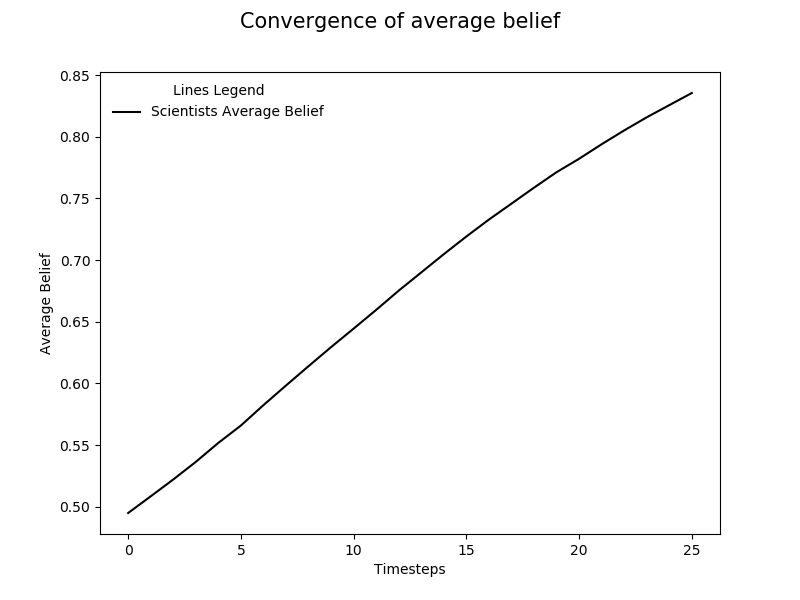 Convergence of average belief
Lines Legend
Scientists Average Belief
0.85
0.80
0.75
0.70
0.65
0.60
0.55
0.50
Average Belief
0 5 10 15 20 25
Timesteps